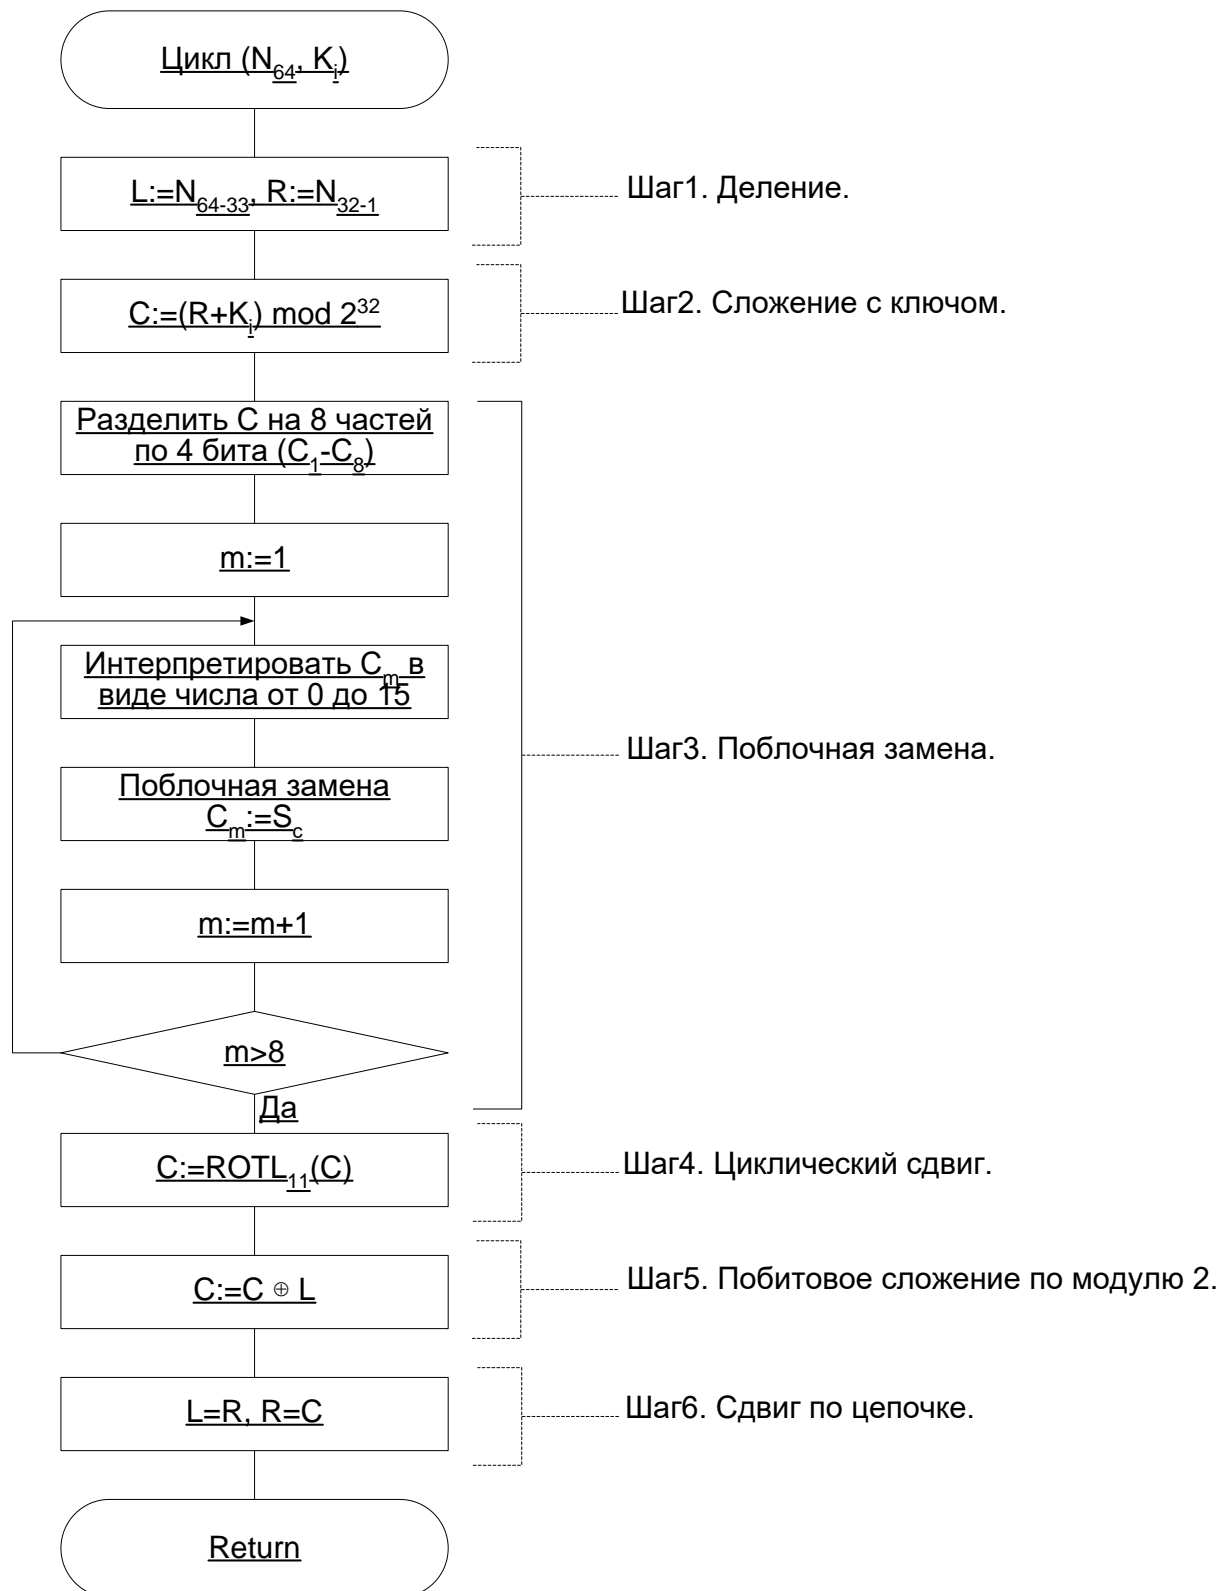 Цикл (N64, Ki)
L:=N64-33, R:=N32-1
Шаг1. Деление.
C:=(R+Ki) mod 2^32
Шаг2. Сложение с ключом.
Разделить C на 8 частей
по 4 бита (C1-C8)
m:=1
Интерпретировать Cm в
виде числа от 0 до 15
Шаг3. Поблочная замена.
Поблочная замена
Cm:=Sc
m:=m+1
m>8
Да
C:=ROTL11(C)
Шаг4. Циклический сдвиг.
C:=C ⊕ L
Шаг5. Побитовое сложение по модулю 2.
L=R, R=C
Шаг6. Сдвиг по цепочке.
Return